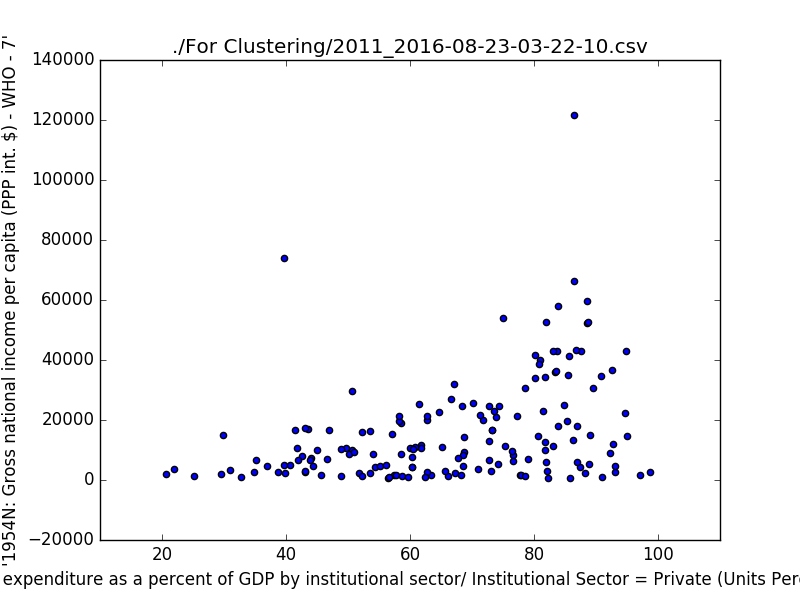 ./For Clustering/2011_2016-08-23-03-22-10.csv
'1954N: Gross national income per capita (PPP int. $) - WHO - 7'
140000
120000
100000
80000
60000
40000
20000
0
−20000
20 40 60 80 100
expenditure as a percent of GDP by institutional sector/ Institutional Sector = Private (Units Per